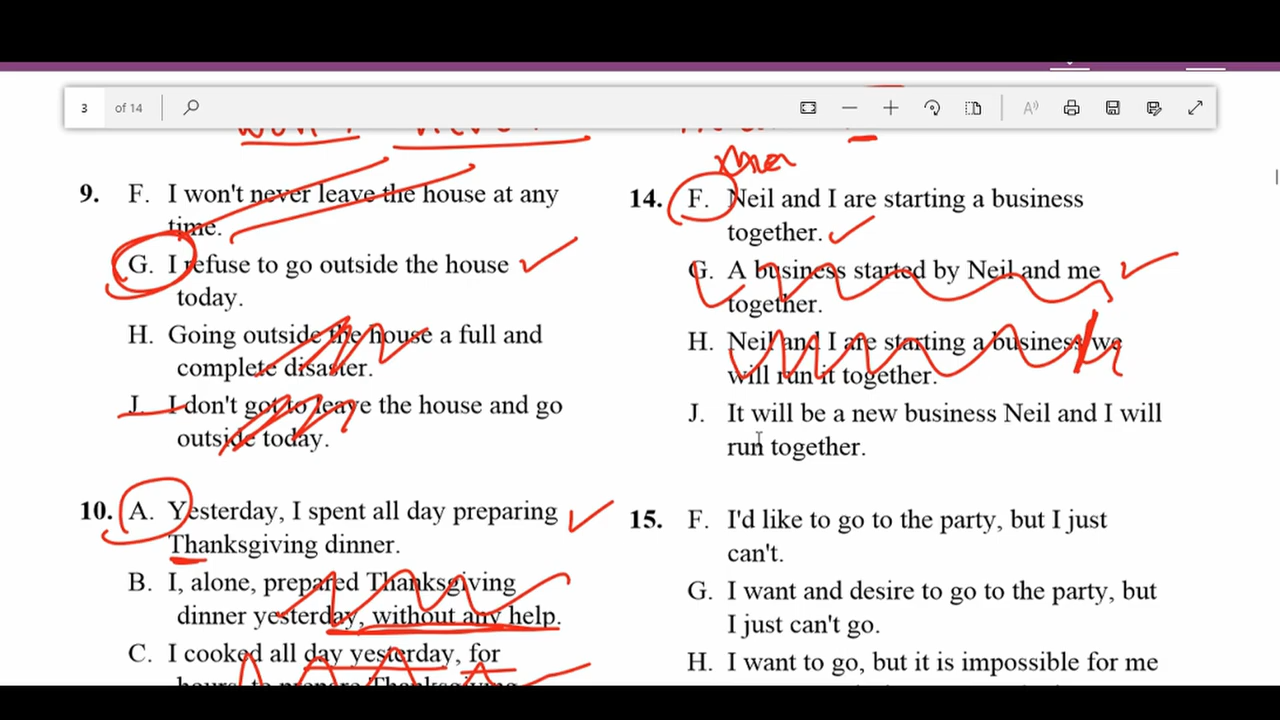 3 of 14
9. F. I won't never leave the house at any
time.
G. I refuse to go outside the house
today.
H. Going outside the house a full and
complete disaster.
J. I don't got to leave the house and go
outside today.
10. A. Yesterday, I spent all day preparing
Thanksgiving dinner.
B. I, alone, prepared Thanksgiving
dinner yesterday, without any help.
C. I cooked all day yesterday, for
hours, to prepare Thanksgiving
14. F. Neil and I are starting a business
together.
G. A business started by Neil and me
together.
H. Neil and I are starting a business we
will run it together.
J. It will be a new business Neil and I will
run together.
15. F. I'd like to go to the party, but I just
can't.
G. I want and desire to go to the party, but
I just can't go.
H. I want to go, but it is impossible for me